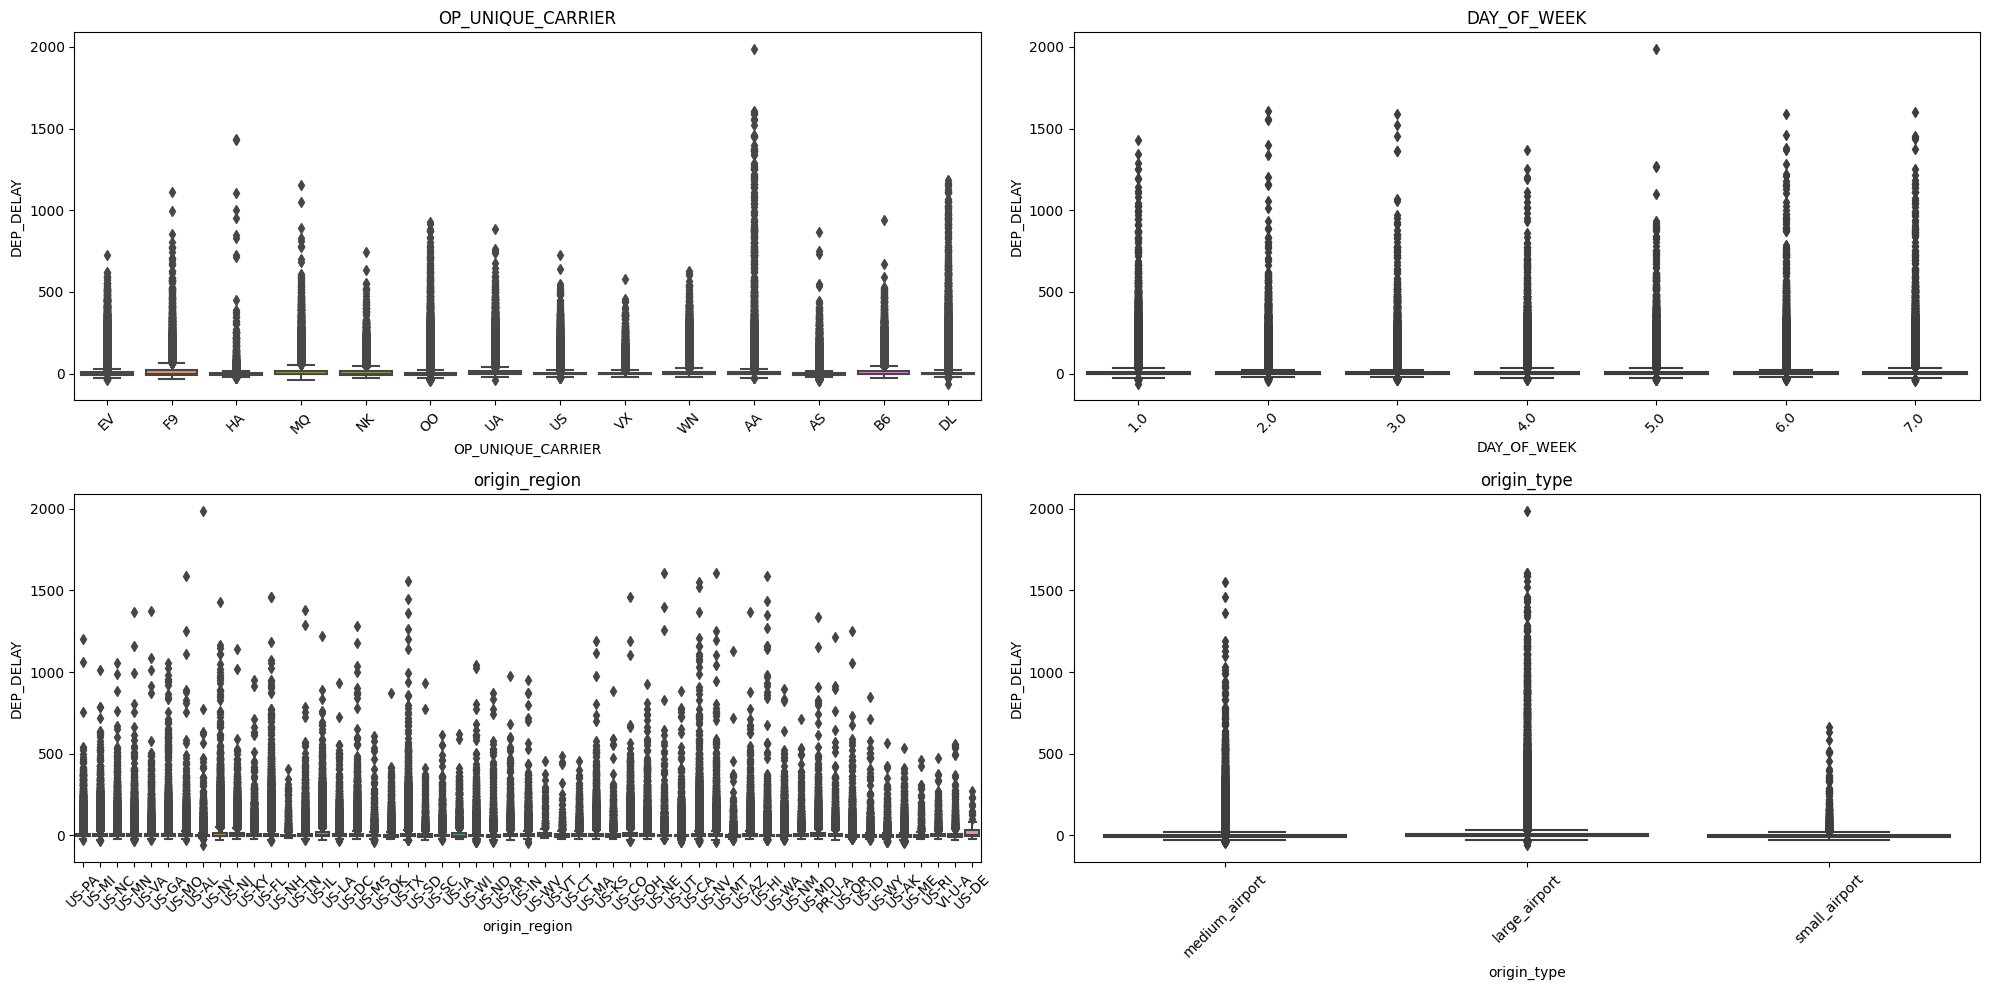 OP_UNIQUE_CARRIER
2000
1500
1000
500
0
DEP_DELAY
EV F9 HA MQ NK OO UA US VX WN AA AS B6 DL
OP_UNIQUE_CARRIER
DAY_OF_WEEK
2000
1500
1000
500
0
DEP_DELAY
1.0 2.0 3.0 4.0 5.0 6.0 7.0
DAY_OF_WEEK
origin_region
2000
1500
1000
500
0
DEP_DELAY
US-PA US-MI US-NC US-MN US-VA US-GA US-MO US-AL US-NY US-NJ US-KY US-FL US-NH US-TN US-IL US-LA US-DC US-MS US-OK US-TX US-SD US-SC US-IA US-WI US-ND US-AR US-IN US-WV US-VT US-CT US-MA US-KS US-CO US-OH US-NE US-UT US-CA US-NV US-MT US-AZ US-HI US-WA US-NM US-MD PR-U-A US-OR US-ID US-WY US-AK US-ME US-RI VI-U-A US-DE
origin_region
origin_type
2000
1500
1000
500
0
DEP_DELAY
medium_airport large_airport small_airport
origin_type